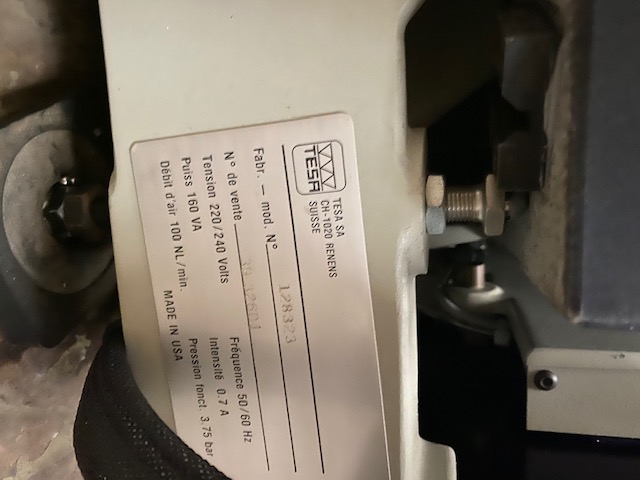 TESA
TESA SA
CH-1020 RENENS
SUISSE
Fabr. – mod. N° 128323
N° de vente
Tension 220/240 Volts Fréquence 50/60 Hz
Puiss 160 VA Intensité 0.7 A
Débit d'air 100 NL/min. Pression fonct. 3.75 bar
MADE IN USA